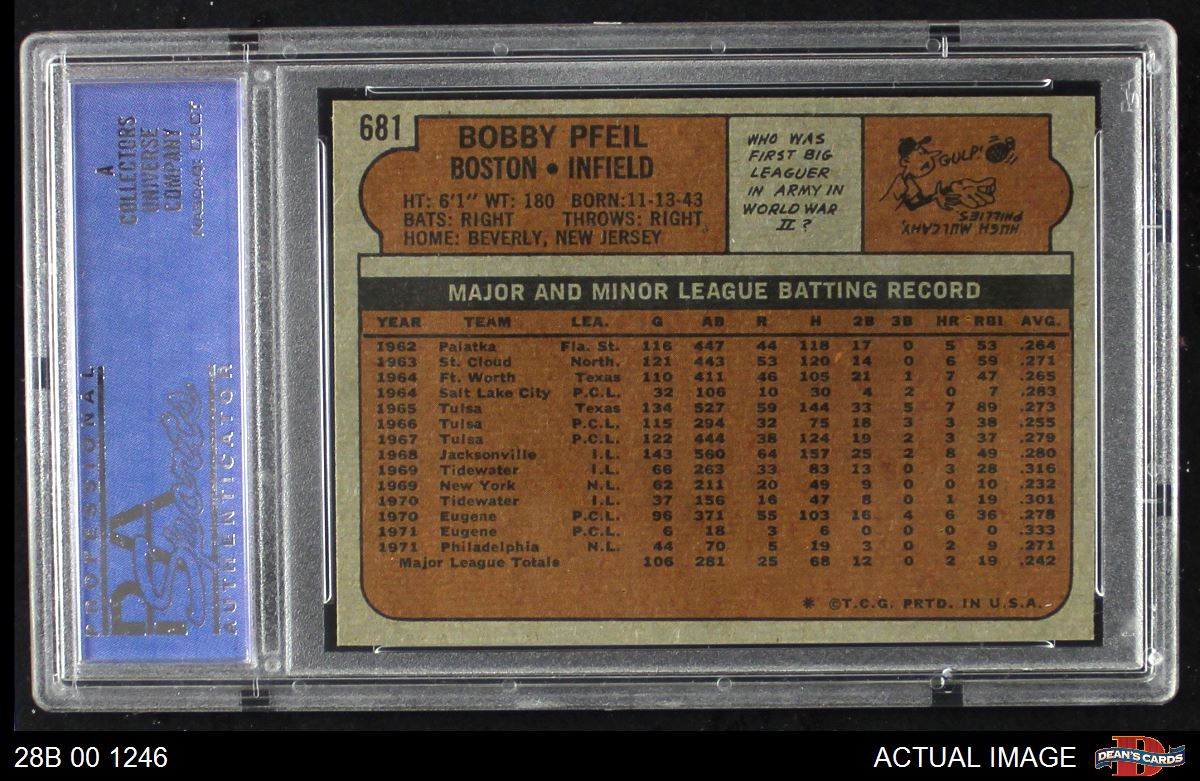 A
COLLECTORS
UNIVERSE
COMPANY
NASDAQ: CLCT
PROFESSIONAL
PSA
Sports
AUTHENTICATOR
681
BOBBY PFEIL
BOSTON • INFIELD
HT: 6'1" WT: 180 BORN:11-13-43
BATS: RIGHT THROWS: RIGHT
HOME: BEVERLY, NEW JERSEY
WHO WAS
FIRST BIG
LEAGUER
IN ARMY IN
WORLD WAR
II?
GULP!
HUGH MULCAHY,
PHILLIES
MAJOR AND MINOR LEAGUE BATTING RECORD
YEAR TEAM LEA. G AB R H 2B 3B HR RBI AVG.
1962 Palatka Fla. St. 116 447 44 118 17 0 5 53 .264
1963 St. Cloud North. 121 443 53 120 14 0 6 59 .271
1964 Ft. Worth Texas 110 411 46 105 21 1 7 47 .265
1964 Salt Lake City P.C.L. 32 106 10 30 4 2 0 7 .283
1965 Tulsa Texas 134 527 59 144 33 5 7 89 .273
1966 Tulsa P.C.L. 115 294 32 75 18 3 3 38 .255
1967 Tulsa P.C.L. 122 444 38 124 19 2 3 37 .279
1968 Jacksonville I.L. 143 560 64 157 25 2 8 49 .280
1969 Tidewater I.L. 66 263 33 83 13 0 3 28 .316
1969 New York N.L. 62 211 20 49 9 0 0 10 .232
1970 Tidewater I.L. 37 156 16 47 8 0 1 19 .301
1970 Eugene P.C.L. 96 371 55 103 16 4 6 36 .278
1971 Eugene P.C.L. 6 18 3 6 0 0 0 0 .333
1971 Philadelphia N.L. 44 70 5 19 3 0 2 9 .271
Major League Totals 106 281 25 68 12 0 2 19 .242
* ©T.C.G. PRTD. IN U.S.A.
28B 00 1246
ACTUAL IMAGE
D
DEAN'S CARDS